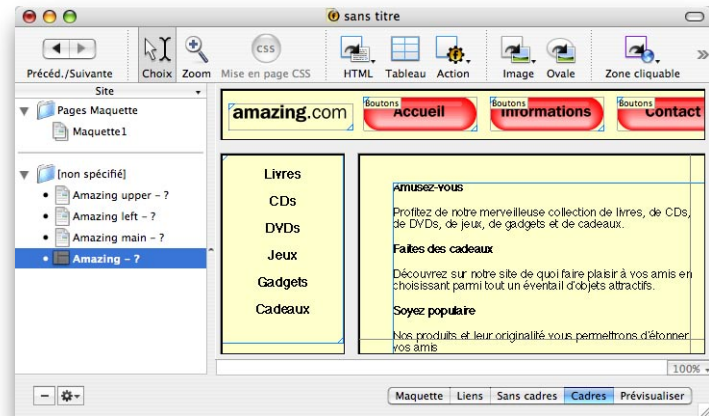 sans titre
Précéd./Suivante
Choix
Zoom
CSS
Mise en page CSS
HTML
Tableau
Action
Image
Ovale
Zone cliquable
Site
Pages Maquette
Maquette1
[non spécifié]
Amazing upper – ?
Amazing left – ?
Amazing main – ?
Amazing – ?
amazing.com
Boutons
Accueil
Boutons
Informations
Boutons
Contact
Livres
CDs
DVDs
Jeux
Gadgets
Cadeaux
Amusez-vous
Profitez de notre merveilleuse collection de livres, de CDs,
de DVDs, de jeux, de gadgets et de cadeaux.
Faites des cadeaux
Découvrez sur notre site de quoi faire plaisir à vos amis en
choisissant parmi tout un éventail d'objets attractifs.
Soyez populaire
Nos produits et leur originalité vous permettrons d'étonner
vos amis
100%
Maquette
Liens
Sans cadres
Cadres
Prévisualiser